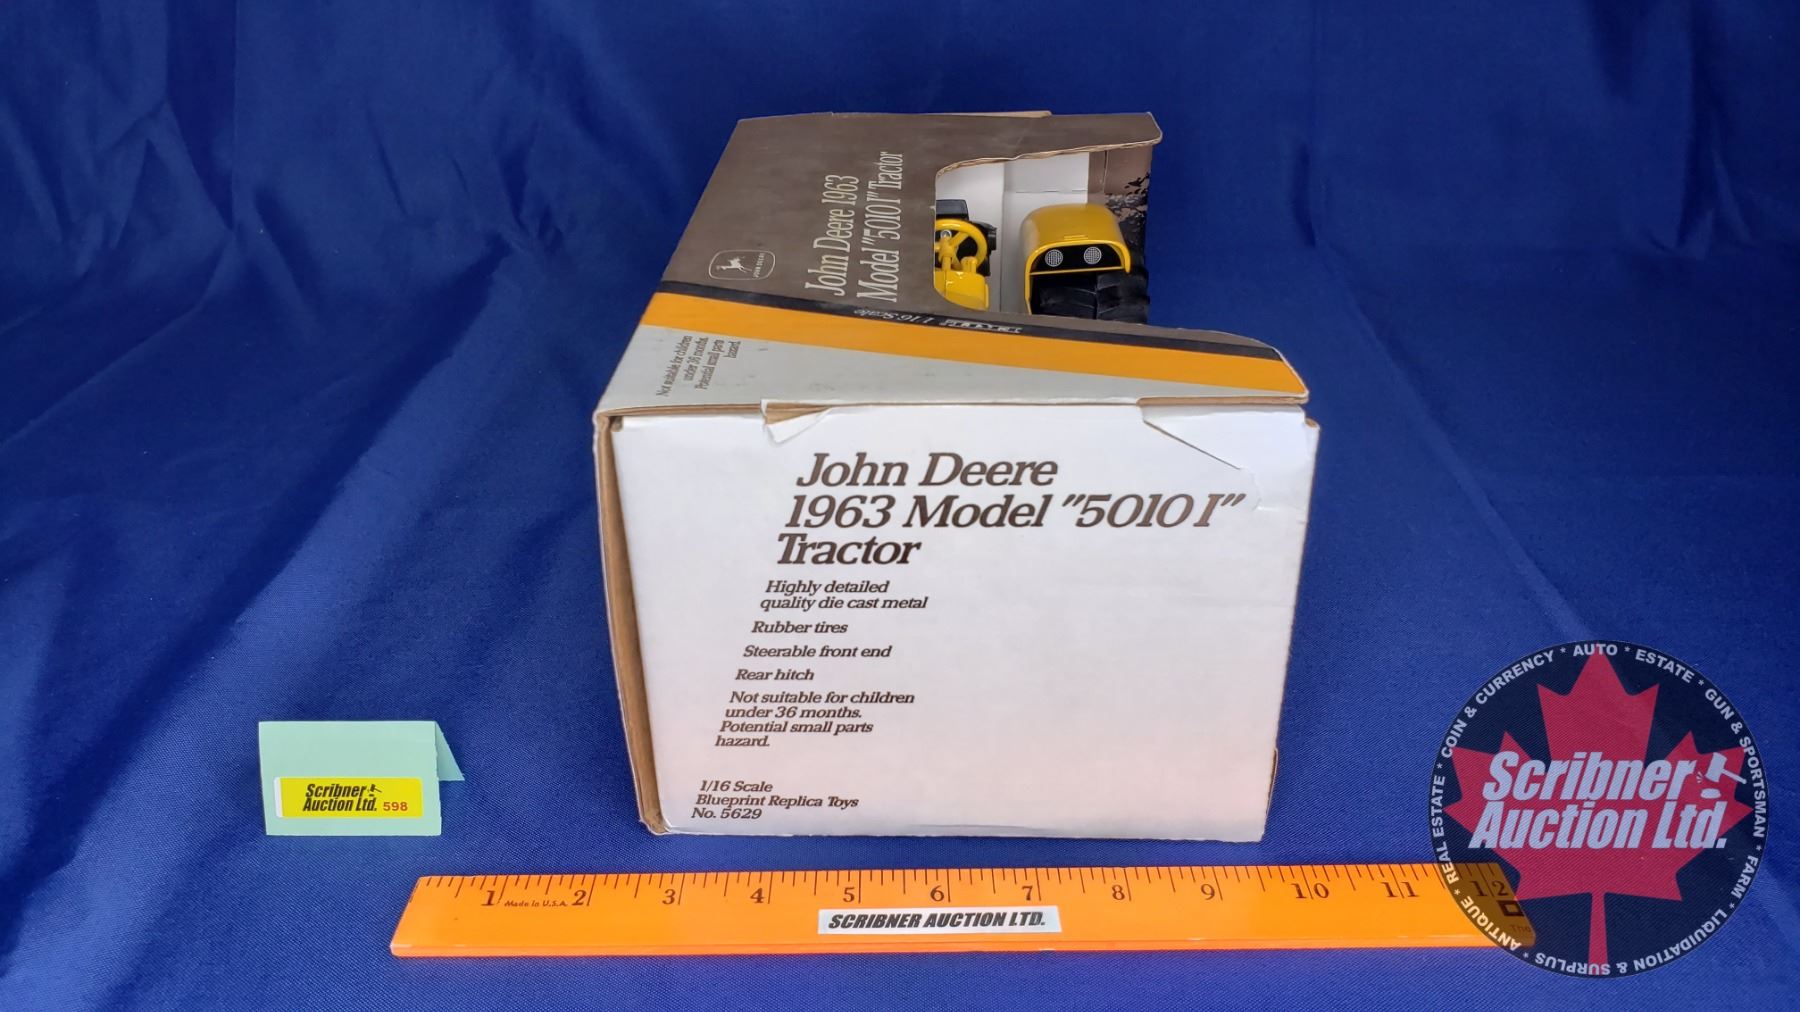 John Deere 1963
Model "5010 I" Tractor
JOHN DEERE
1/16 Scale
Not suitable for children
under 36 months.
Potential small parts
hazard.
John Deere
1963 Model "5010 I"
Tractor
Highly detailed
quality die cast metal
Rubber tires
Steerable front end
Rear hitch
Not suitable for children
under 36 months.
Potential small parts
hazard.
1/16 Scale
Blueprint Replica Toys
No. 5629
Scribner
Auction Ltd. 598
1 2 3 4 5 6 7 8 9 10 11 12
Made in U.S.A.
SCRIBNER AUCTION LTD.
Scribner
Auction Ltd.
REAL ESTATE * COIN & CURRENCY * AUTO * ESTATE * GUN & SPORTSMAN * FARM * LIQUIDATION & SURPLUS * ANTIQUE *